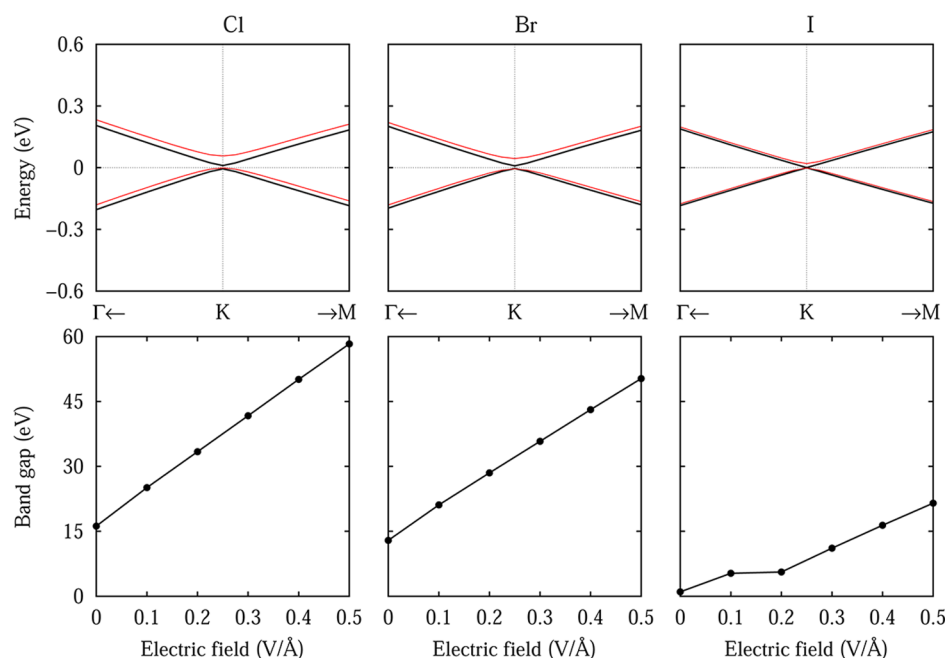 Cl Br I
0.6
0.3
0
−0.3
−0.6
Energy (eV)
Γ← K →M Γ← K →M Γ← K →M
60
45
30
15
0
Band gap (eV)
0 0.1 0.2 0.3 0.4 0.5 0 0.1 0.2 0.3 0.4 0.5 0 0.1 0.2 0.3 0.4 0.5
Electric field (V/Å) Electric field (V/Å) Electric field (V/Å)